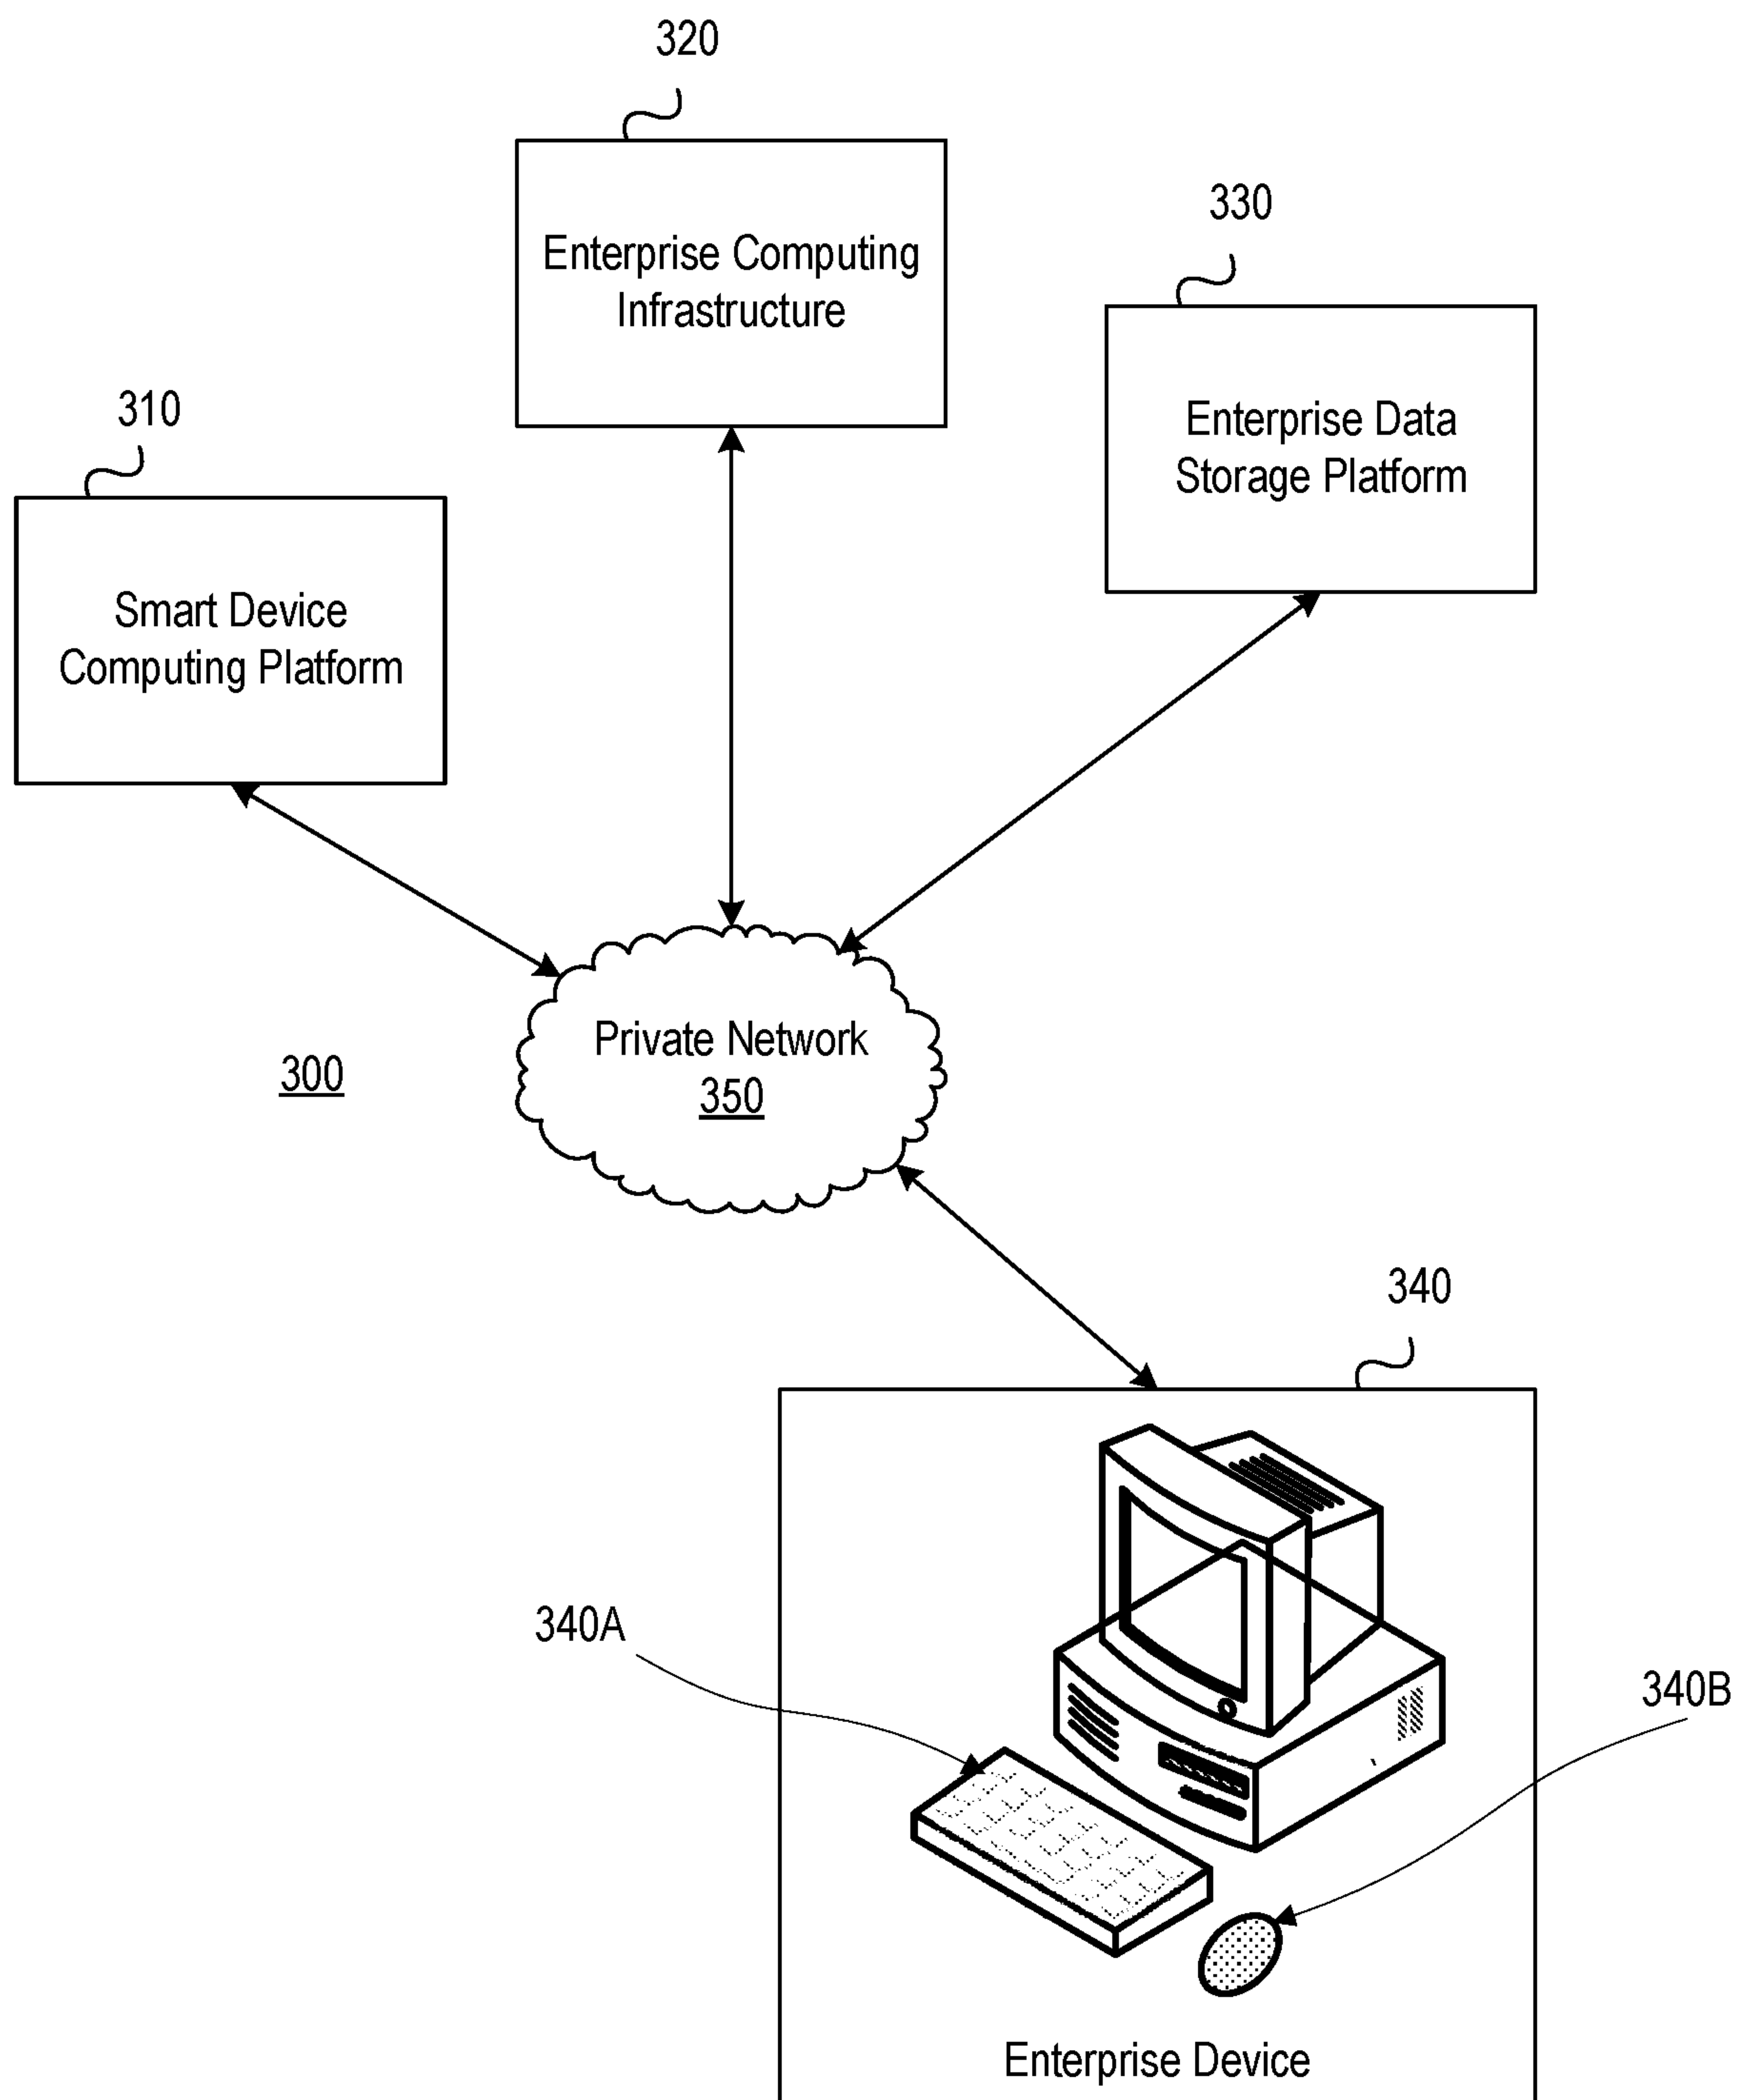 320
Enterprise Computing
Infrastructure
330
Enterprise Data
Storage Platform
310
Smart Device
Computing Platform
Private Network
350
300
340
340A
340B
Enterprise Device